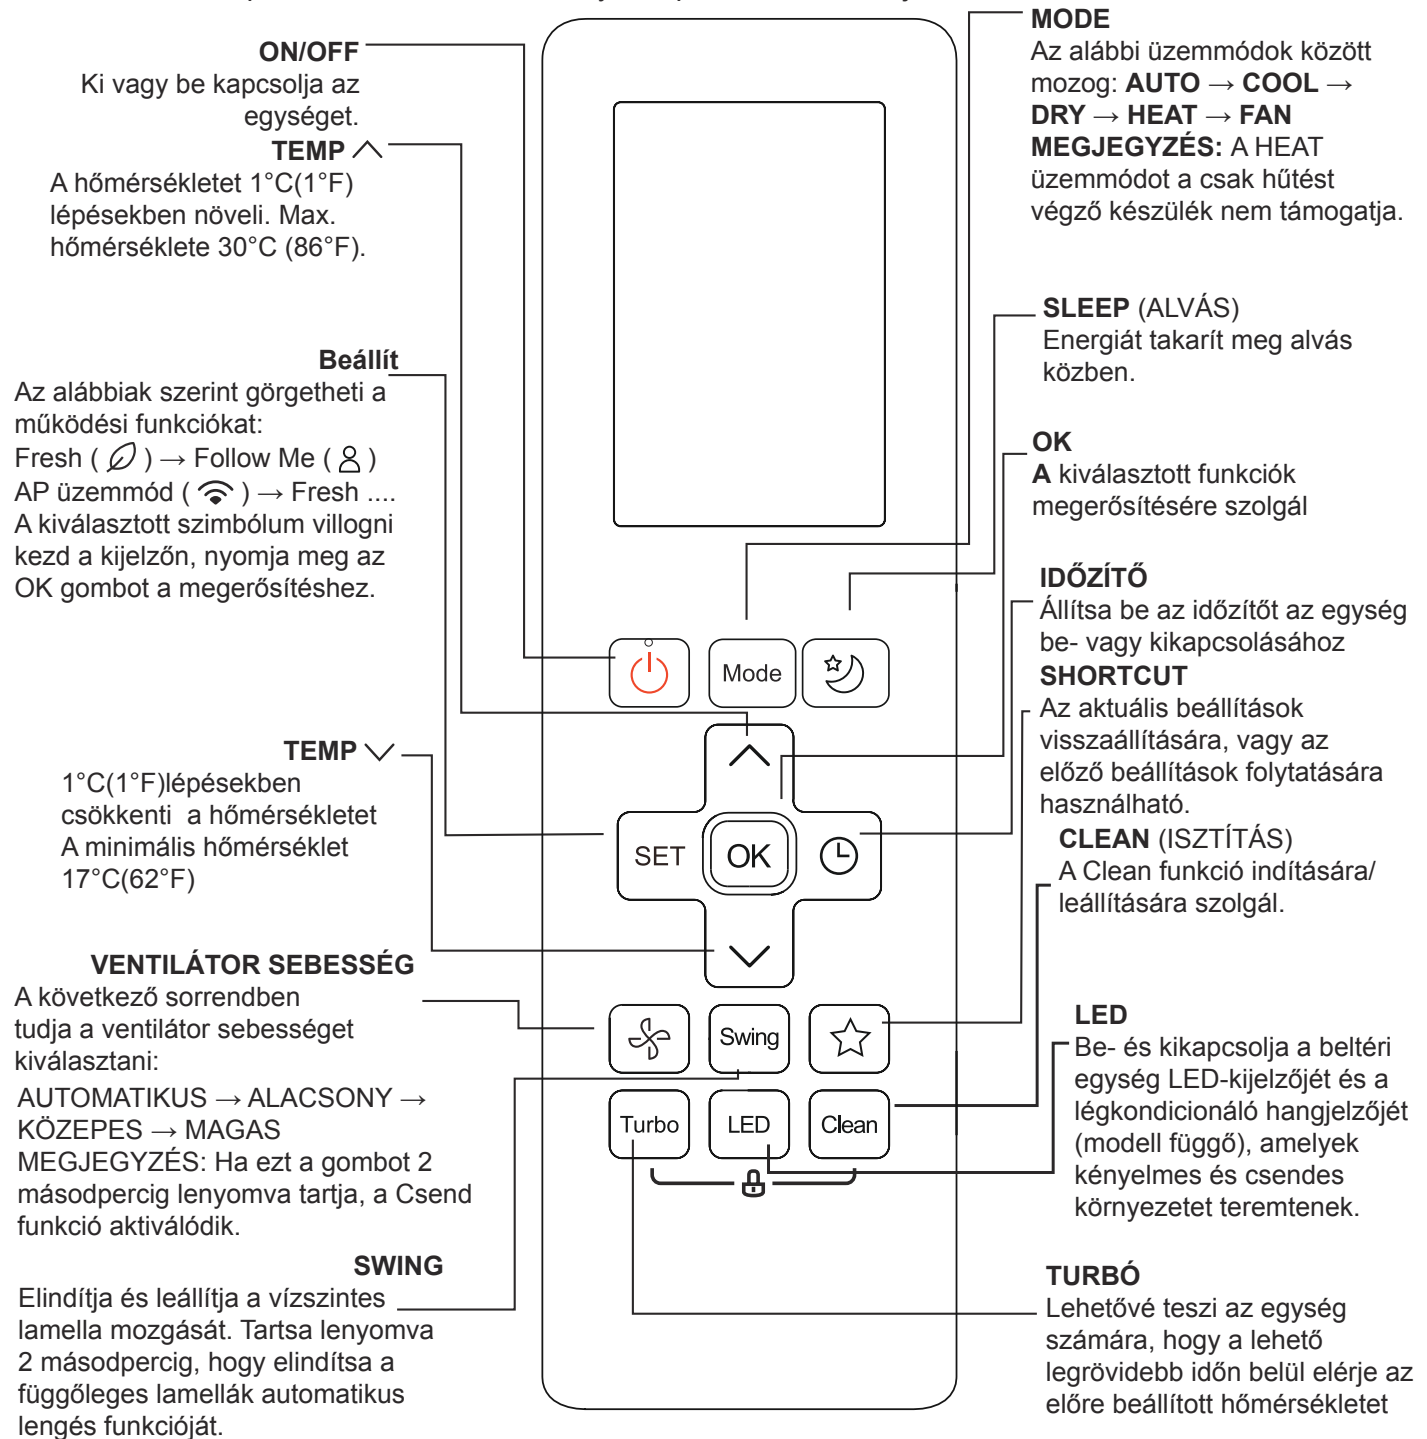 ON/OFF
Ki vagy be kapcsolja az
egységet.
TEMP
A hőmérsékletet 1°C(1°F)
lépésekben növeli. Max.
hőmérséklete 30°C (86°F).
Beállít
Az alábbiak szerint görgetheti a
működési funkciókat:
Fresh ( ) → Follow Me ( )
AP üzemmód ( ) → Fresh ....
A kiválasztott szimbólum villogni
kezd a kijelzőn, nyomja meg az
OK gombot a megerősítéshez.
TEMP
1°C(1°F)lépésekben
csökkenti a hőmérsékletet
A minimális hőmérséklet
17°C(62°F)
VENTILÁTOR SEBESSÉG
A következő sorrendben
tudja a ventilátor sebességet
kiválasztani:
AUTOMATIKUS → ALACSONY →
KÖZEPES → MAGAS
MEGJEGYZÉS: Ha ezt a gombot 2
másodpercig lenyomva tartja, a Csend
funkció aktiválódik.
SWING
Elindítja és leállítja a vízszintes
lamella mozgását. Tartsa lenyomva
2 másodpercig, hogy elindítsa a
függőleges lamellák automatikus
lengés funkcióját.
Mode
SET
OK
Swing
Turbo
LED
Clean
MODE
Az alábbi üzemmódok között
mozog: AUTO → COOL →
DRY → HEAT → FAN
MEGJEGYZÉS: A HEAT
üzemmódot a csak hűtést
végző készülék nem támogatja.
SLEEP (ALVÁS)
Energiát takarít meg alvás
közben.
OK
A kiválasztott funkciók
megerősítésére szolgál
IDŐZÍTŐ
Állítsa be az időzítőt az egység
be- vagy kikapcsolásához
SHORTCUT
Az aktuális beállítások
visszaállítására, vagy az
előző beállítások folytatására
használható.
CLEAN (ISZTÍTÁS)
A Clean funkció indítására/
leállítására szolgál.
LED
Be- és kikapcsolja a beltéri
egység LED-kijelzőjét és a
légkondicionáló hangjelzőjét
(modell függő), amelyek
kényelmes és csendes
környezetet teremtenek.
TURBÓ
Lehetővé teszi az egység
számára, hogy a lehető
legrövidebb időn belül elérje az
előre beállított hőmérsékletet